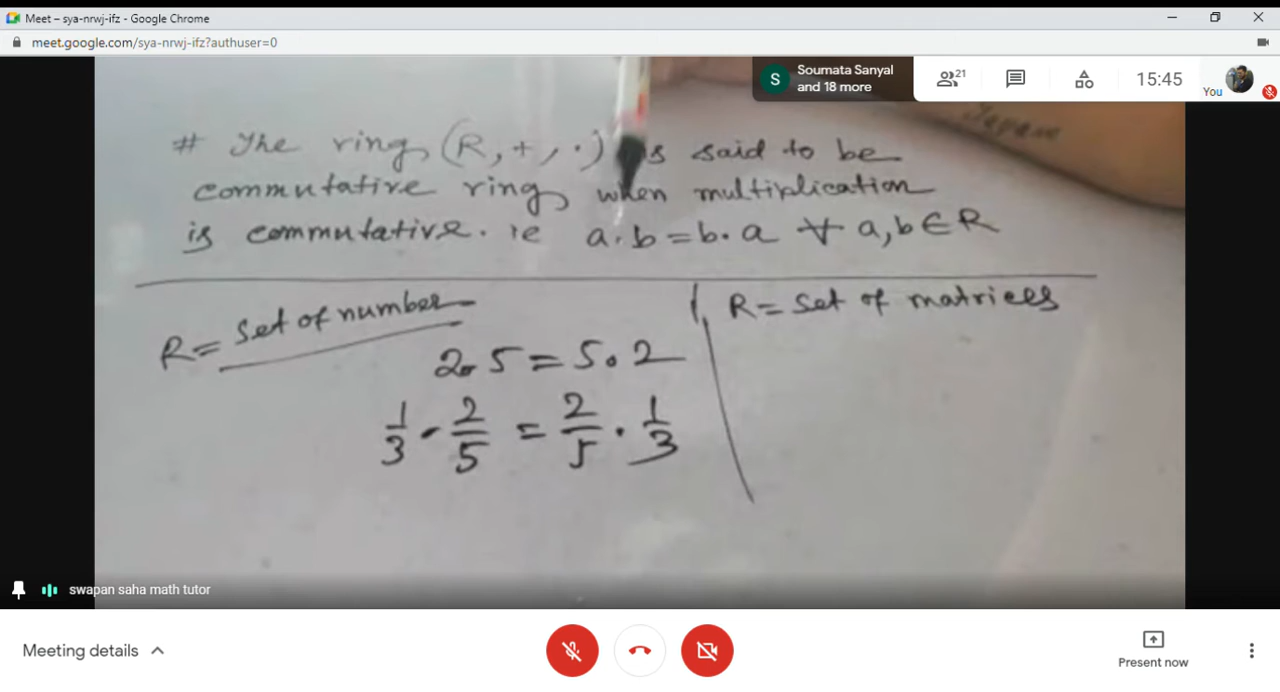 Meet – sya-nrwj-ifz - Google Chrome
meet.google.com/sya-nrwj-ifz?authuser=0
S Soumata Sanyal and 18 more
21
15:45
You
# The ring (R, +, ·) is said to be
commutative ring when multiplication
is commutative. ie a.b = b.a ∀ a,b ∈ R
R = set of number
2.5 = 5.2
1/3 · 2/5 = 2/5 · 1/3
R = set of matrices
swapan saha math tutor
Meeting details
Present now